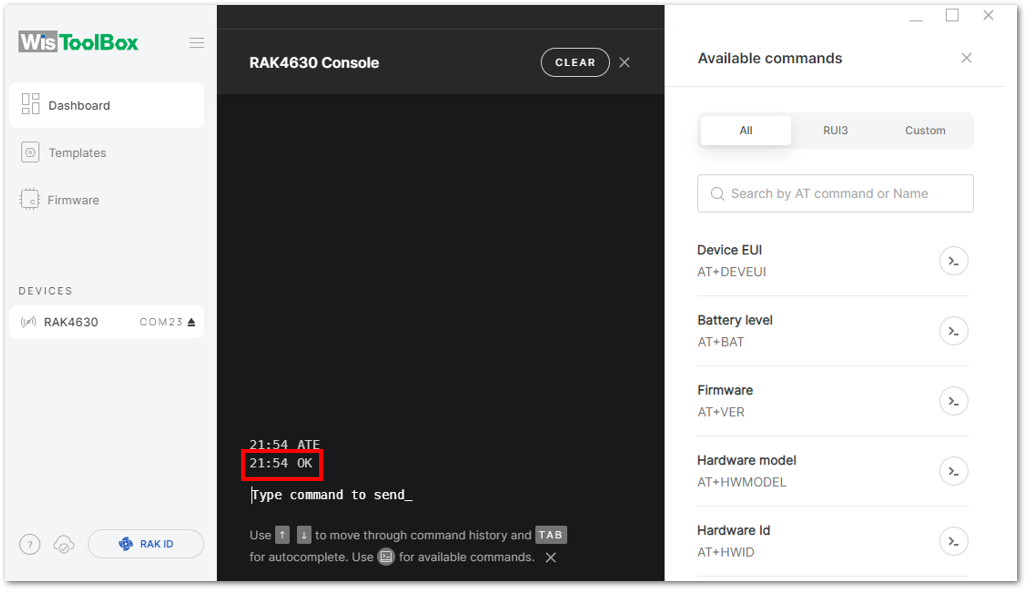 WisToolBox
Dashboard
Templates
Firmware
DEVICES
RAK4630 COM23
? RAK ID
RAK4630 Console CLEAR
21:54 ATE
21:54 OK
Type command to send_
Use ↑ ↓ to move through command history and TAB
for autocomplete. Use for available commands.
Available commands
All RUI3 Custom
Search by AT command or Name
Device EUI
AT+DEVEUI
Battery level
AT+BAT
Firmware
AT+VER
Hardware model
AT+HWMODEL
Hardware Id
AT+HWID